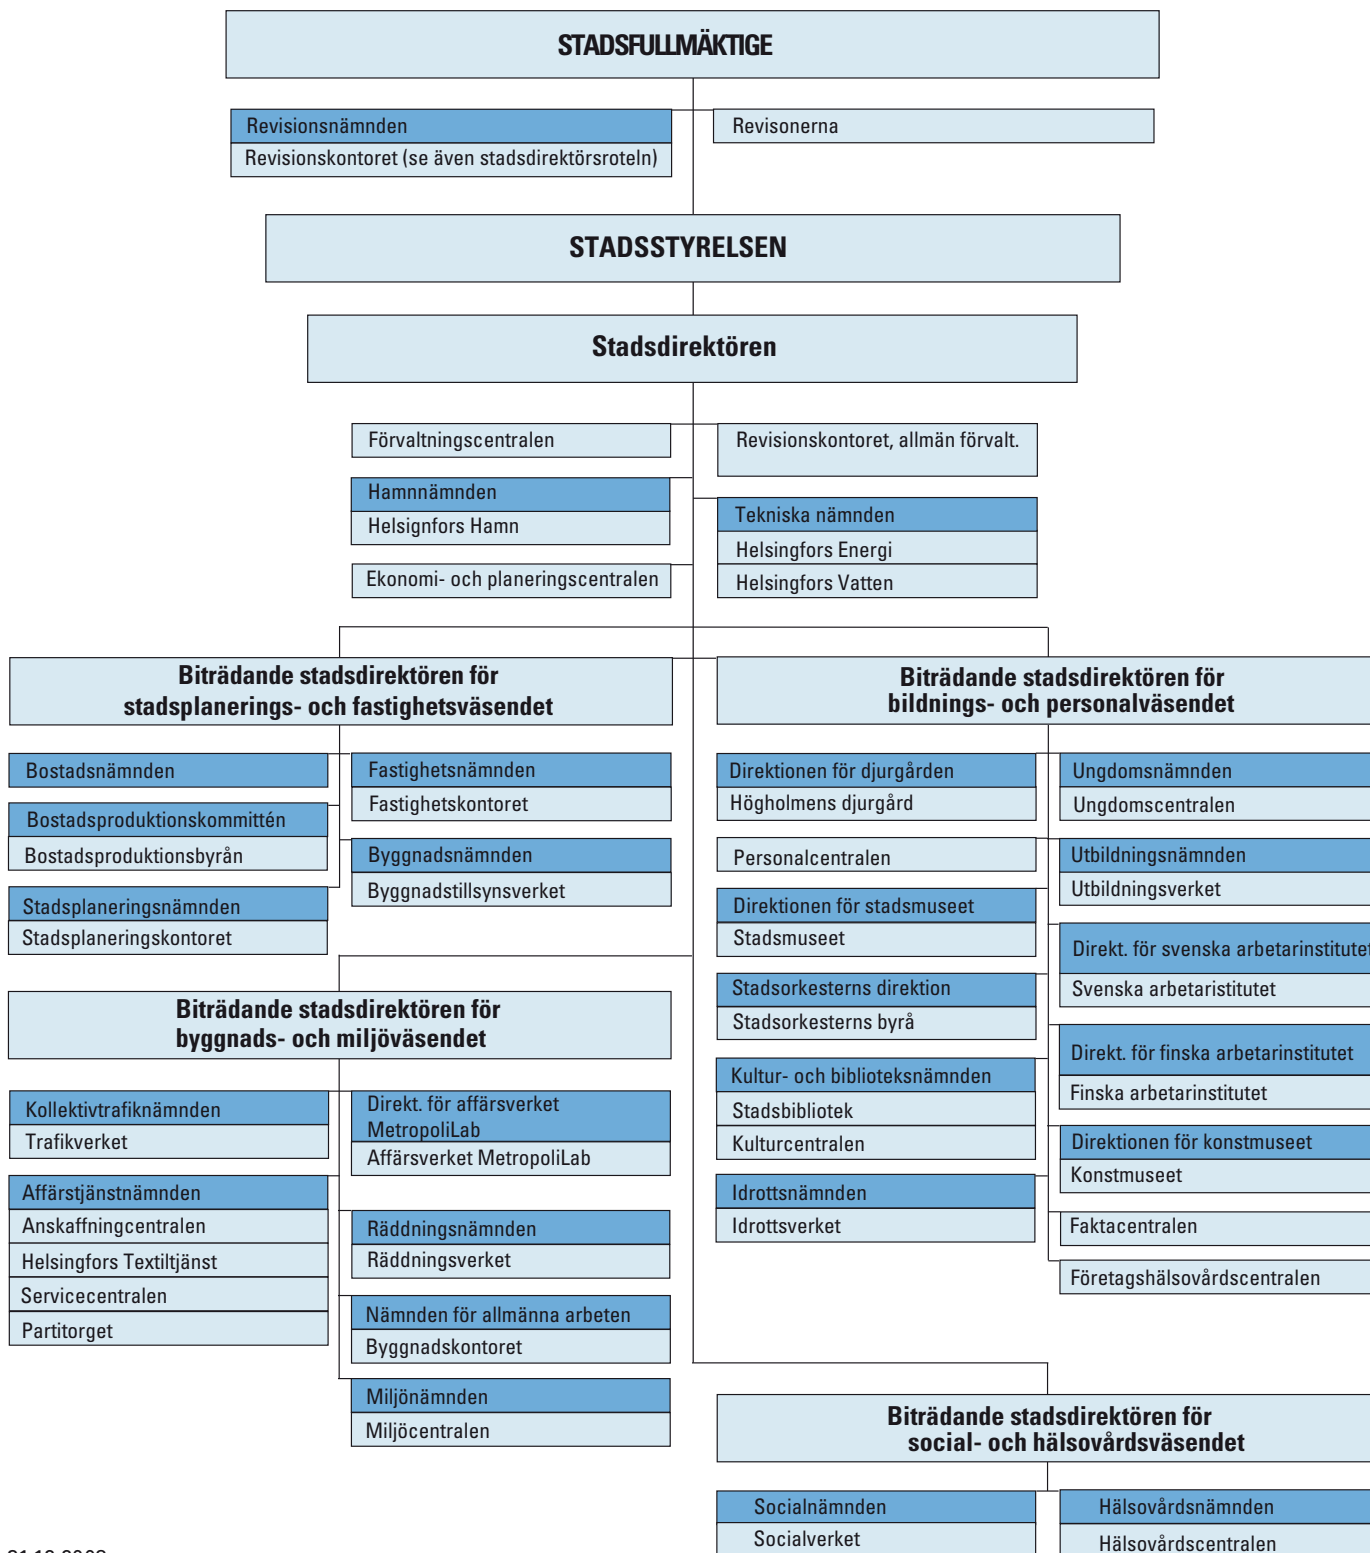 STADSFULLMÄKTIGE
Revisionsnämnden
Revisionskontoret (se även stadsdirektörsroteln)
Revisonerna
STADSSTYRELSEN
Stadsdirektören
Förvaltningscentralen
Revisionskontoret, allmän förvalt.
Hamnnämnden
Helsignfors Hamn
Tekniska nämnden
Helsingfors Energi
Helsingfors Vatten
Ekonomi- och planeringscentralen
Biträdande stadsdirektören för
stadsplanerings- och fastighetsväsendet
Bostadsnämnden
Bostadsproduktionskommittén
Bostadsproduktionsbyrån
Stadsplaneringsnämnden
Stadsplaneringskontoret
Fastighetsnämnden
Fastighetskontoret
Byggnadsnämnden
Byggnadstillsynsverket
Biträdande stadsdirektören för
bildnings- och personalväsendet
Direktionen för djurgården
Högholmens djurgård
Personalcentralen
Direktionen för stadsmuseet
Stadsmuseet
Stadsorkesterns direktion
Stadsorkesterns byrå
Kultur- och biblioteksnämnden
Stadsbibliotek
Kulturcentralen
Idrottsnämnden
Idrottsverket
Ungdomsnämnden
Ungdomscentralen
Utbildningsnämnden
Utbildningsverket
Direkt. för svenska arbetarinstitutet
Svenska arbetaristitutet
Direkt. för finska arbetarinstitutet
Finska arbetarinstitutet
Direktionen för konstmuseet
Konstmuseet
Faktacentralen
Företagshälsovårdscentralen
Biträdande stadsdirektören för
byggnads- och miljöväsendet
Kollektivtrafiknämnden
Trafikverket
Affärstjänstnämnden
Anskaffningcentralen
Helsingfors Textiltjänst
Servicecentralen
Partitorget
Direkt. för affärsverket
MetropoliLab
Affärsverket MetropoliLab
Räddningsnämnden
Räddningsverket
Nämnden för allmänna arbeten
Byggnadskontoret
Miljönämnden
Miljöcentralen
Biträdande stadsdirektören för
social- och hälsovårdsväsendet
Socialnämnden
Socialverket
Hälsovårdsnämnden
Hälsovårdscentralen